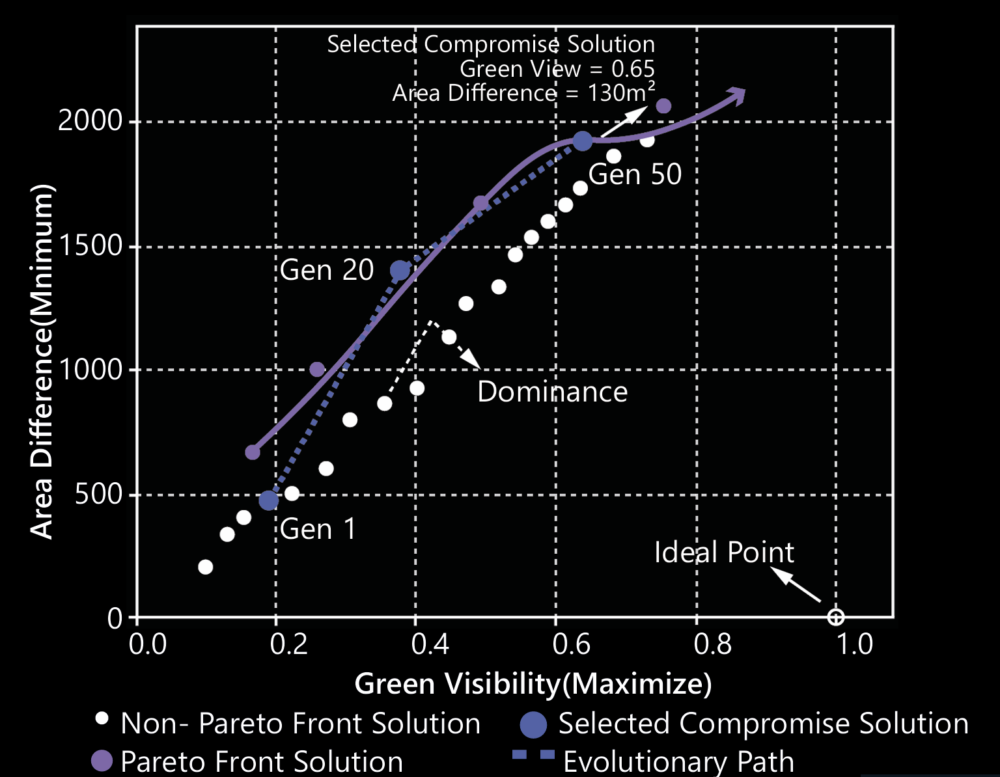 Selected Compromise Solution
Green View = 0.65
Area Difference = 130m²
2000
Gen 50
1500
Gen 20
1000
Dominance
Area Difference(Mnimum)
500
Gen 1
Ideal Point
0
0.0 0.2 0.4 0.6 0.8 1.0
Green Visibility(Maximize)
Non- Pareto Front Solution
Selected Compromise Solution
Pareto Front Solution
Evolutionary Path